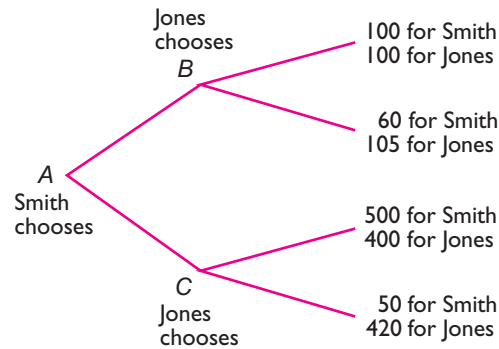 Jones
chooses
B
100 for Smith
100 for Jones
60 for Smith
105 for Jones
A
Smith
chooses
500 for Smith
400 for Jones
C
Jones
chooses
50 for Smith
420 for Jones